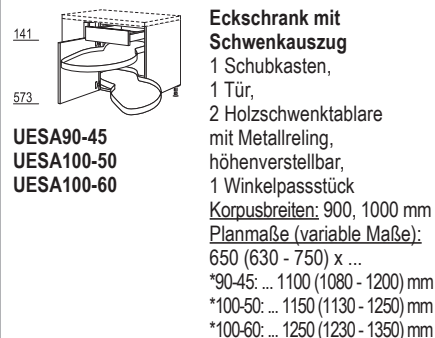 141
573
UESA90-45
UESA100-50
UESA100-60
Eckschrank mit
Schwenkauszug
1 Schubkasten,
1 Tür,
2 Holzschwenktablare
mit Metallreling,
höhenverstellbar,
1 Winkelpassstück
Korpusbreiten: 900, 1000 mm
Planmaße (variable Maße):
650 (630 - 750) x ...
*90-45: ... 1100 (1080 - 1200) mm
*100-50: ... 1150 (1130 - 1250) mm
*100-60: ... 1250 (1230 - 1350) mm